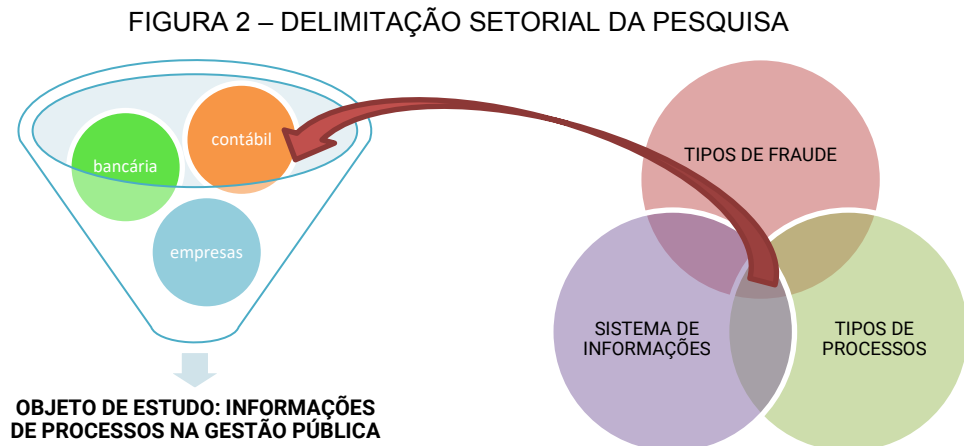 FIGURA 2 – DELIMITAÇÃO SETORIAL DA PESQUISA
contábil
bancária
empresas
OBJETO DE ESTUDO: INFORMAÇÕES
DE PROCESSOS NA GESTÃO PÚBLICA
TIPOS DE FRAUDE
SISTEMA DE
INFORMAÇÕES
TIPOS DE
PROCESSOS